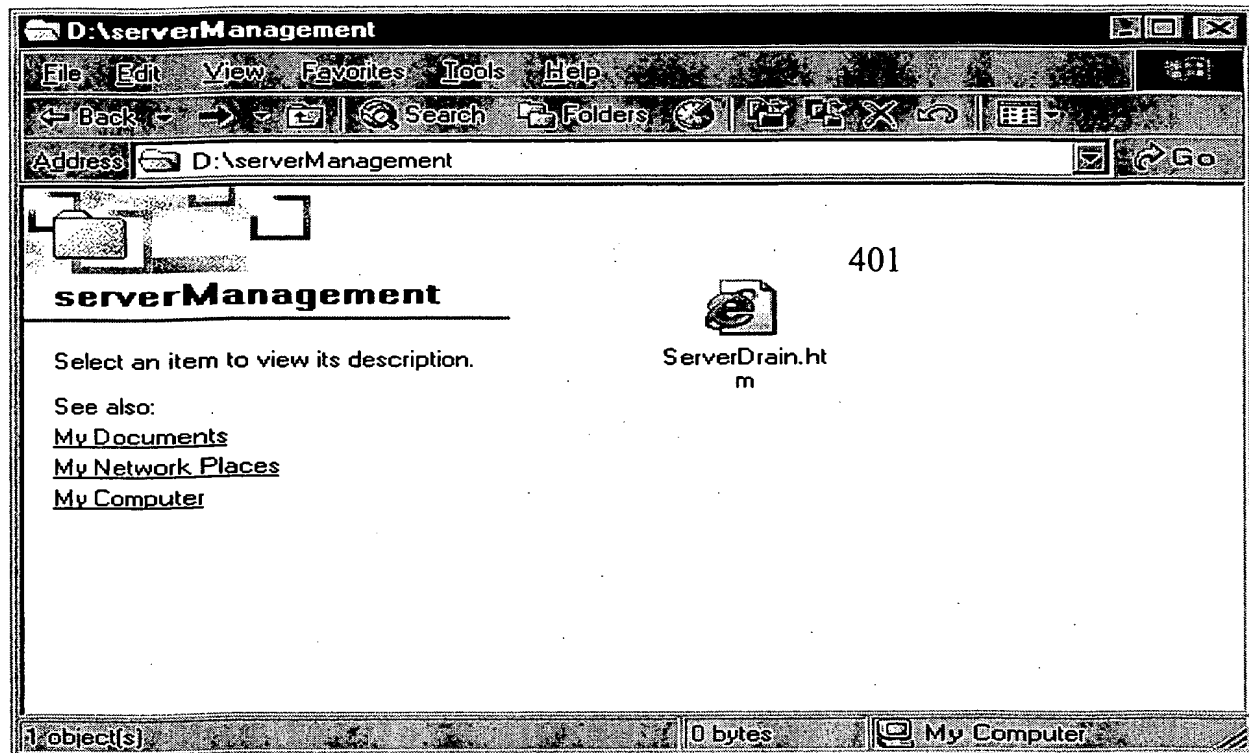 D:\serverManagement
File Edit View Favorites Tools Help
Back Search Folders
Address D:\serverManagement Go
401
serverManagement
ServerDrain.ht
m
Select an item to view its description.
See also:
My Documents
My Network Places
My Computer
1 object(s) 0 bytes My Computer